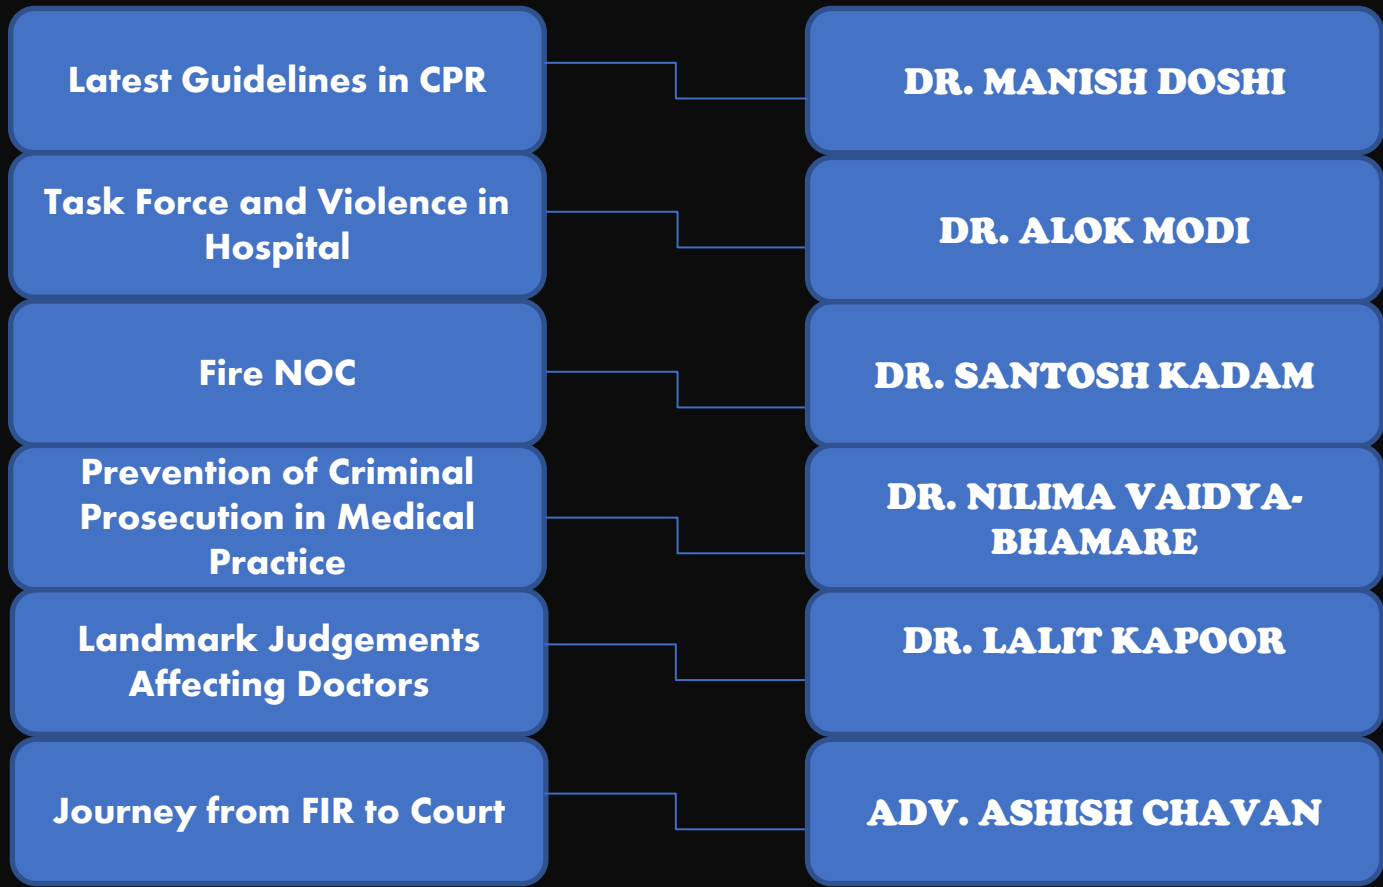 Latest Guidelines in CPR
DR. MANISH DOSHI
Task Force and Violence in
Hospital
DR. ALOK MODI
Fire NOC
DR. SANTOSH KADAM
Prevention of Criminal
Prosecution in Medical
Practice
DR. NILIMA VAIDYA-
BHAMARE
Landmark Judgements
Affecting Doctors
DR. LALIT KAPOOR
Journey from FIR to Court
ADV. ASHISH CHAVAN